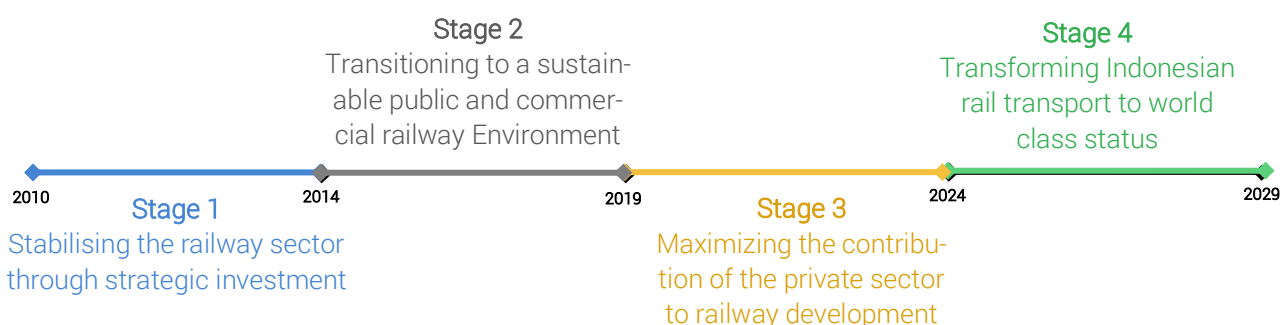 Stage 2
Transitioning to a sustain-
able public and commer-
cial railway Environment
Stage 4
Transforming Indonesian
rail transport to world
class status
2010
2014
2019
2024
2029
Stage 1
Stabilising the railway sector
through strategic investment
Stage 3
Maximizing the contribu-
tion of the private sector
to railway development